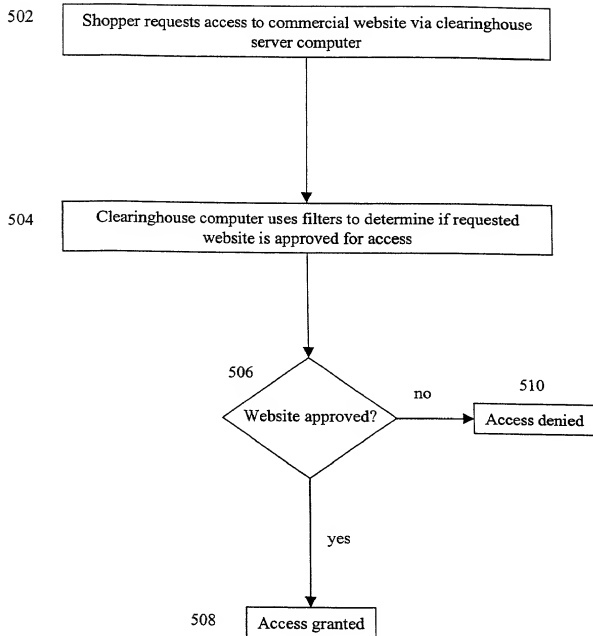 502
Shopper requests access to commercial website via clearinghouse
server computer
504
Clearinghouse computer uses filters to determine if requested
website is approved for access
506
Website approved?
no
510
Access denied
yes
508
Access granted